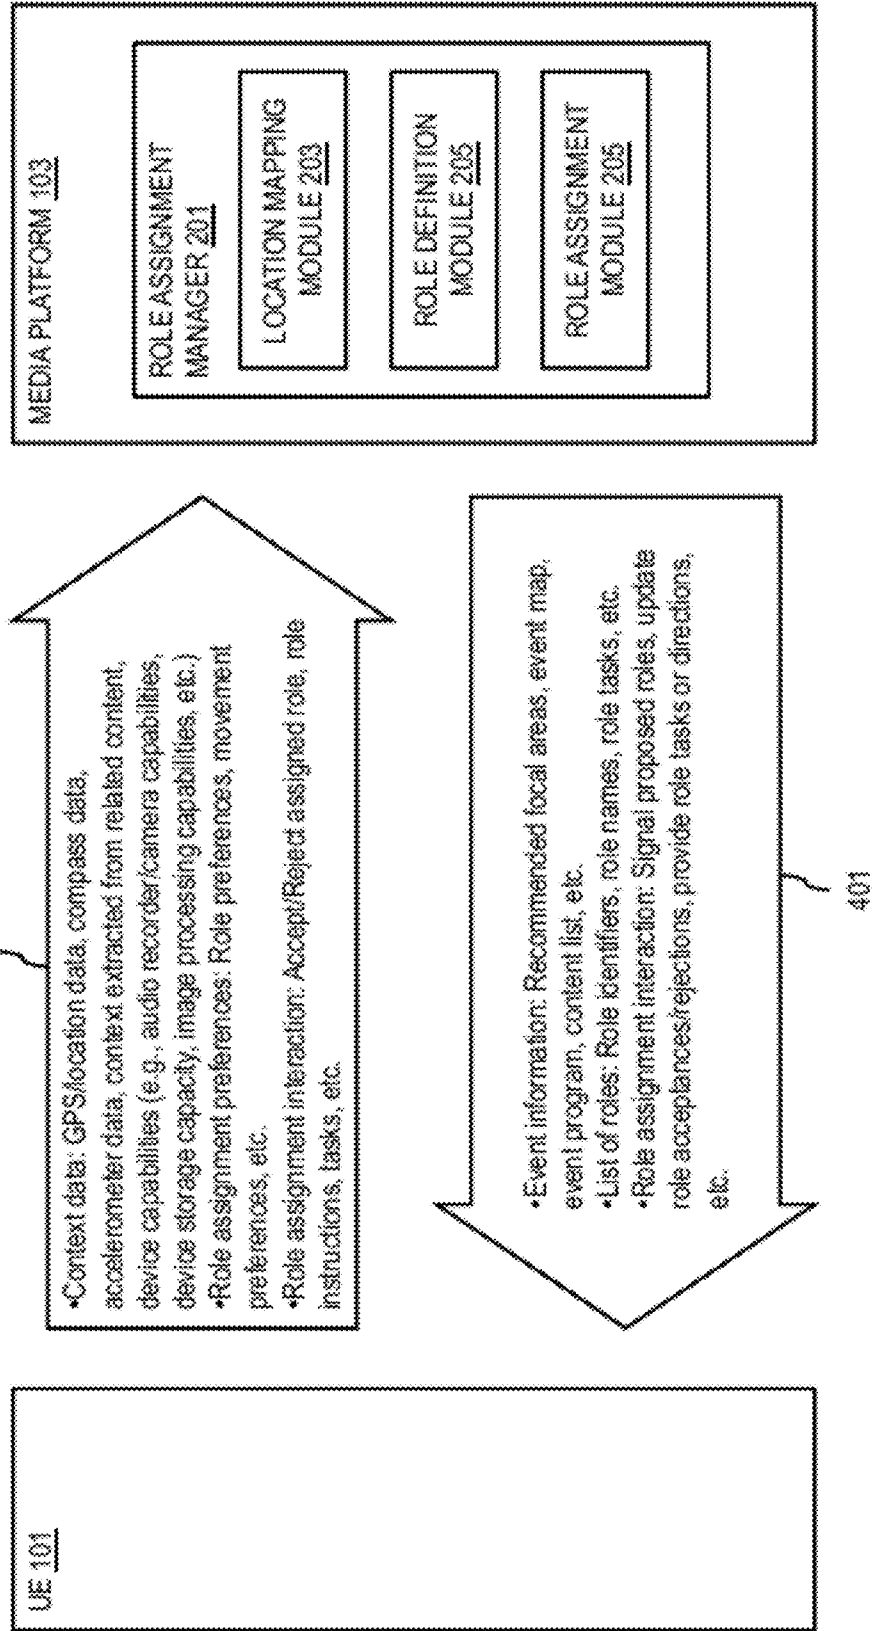 UE 101
•Context data: GPS/location data, compass data,
accelerometer data, context extracted from related content,
device capabilities (e.g., audio recorder/camera capabilities,
device storage capacity, image processing capabilities, etc.)
•Role assignment preferences: Role preferences, movement
preferences, etc.
•Role assignment interaction: Accept/Reject assigned role, role
instructions, tasks, etc.
•Event information: Recommended focal areas, event map,
event program, content list, etc.
•List of roles: Role identifiers, role names, role tasks, etc.
•Role assignment interaction: Signal proposed roles, update
role acceptances/rejections, provide role tasks or directions,
etc.
401
MEDIA PLATFORM 103
ROLE ASSIGNMENT
MANAGER 201
LOCATION MAPPING
MODULE 203
ROLE DEFINITION
MODULE 205
ROLE ASSIGNMENT
MODULE 205